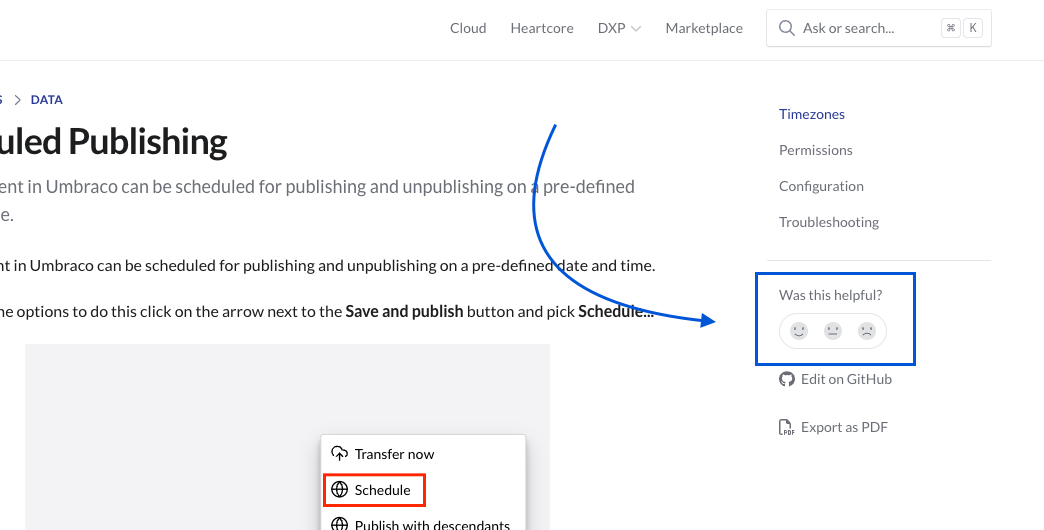 Cloud Heartcore DXP Marketplace Ask or search... ⌘ K
DATA
uled Publishing
ent in Umbraco can be scheduled for publishing and unpublishing on a pre-defined
e.
nt in Umbraco can be scheduled for publishing and unpublishing on a pre-defined date and time.
he options to do this click on the arrow next to the Save and publish button and pick Schedule...
Transfer now
Schedule
Publish with descendants
Timezones
Permissions
Configuration
Troubleshooting
Was this helpful?
Edit on GitHub
PDF Export as PDF